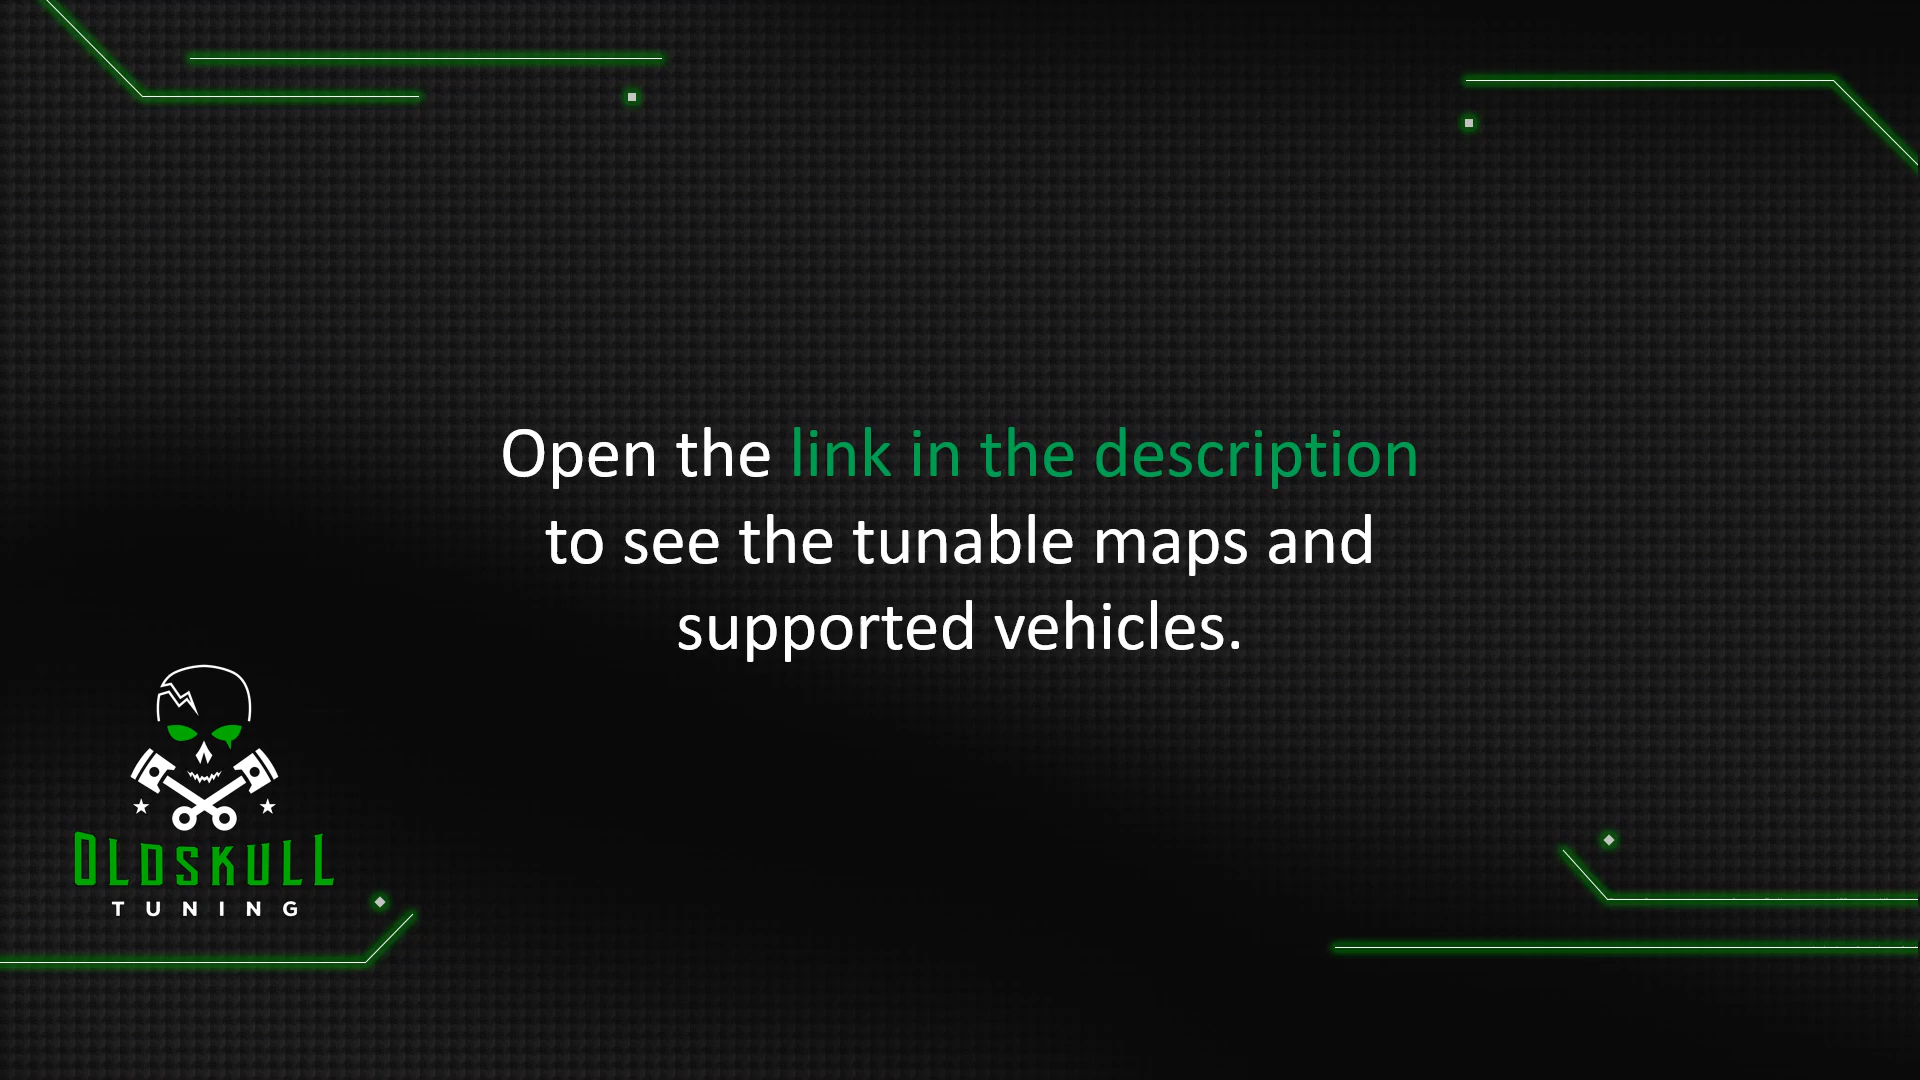 Open the link in the description
to see the tunable maps and
supported vehicles.
OLDSKULL
TUNING